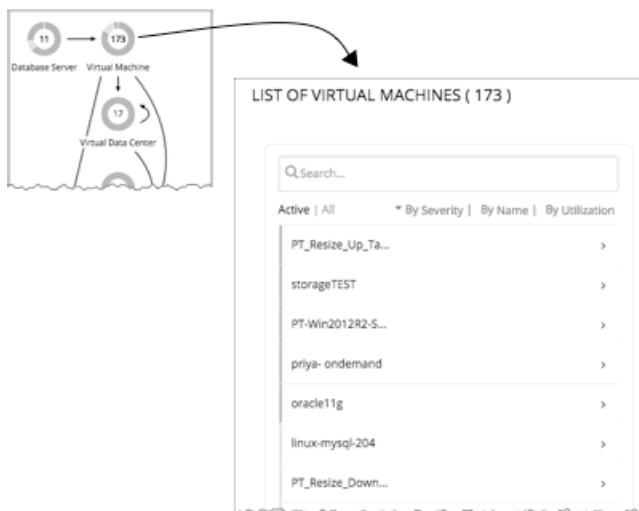 11
173
Database Server Virtual Machine
17
Virtual Data Center
LIST OF VIRTUAL MACHINES ( 173 )
Search...
Active | All By Severity | By Name | By Utilization
PT_Resize_Up_Ta...
storageTEST
PT-Win2012R2-S...
priya- ondemand
oracle11g
linux-mysql-204
PT_Resize_Down...